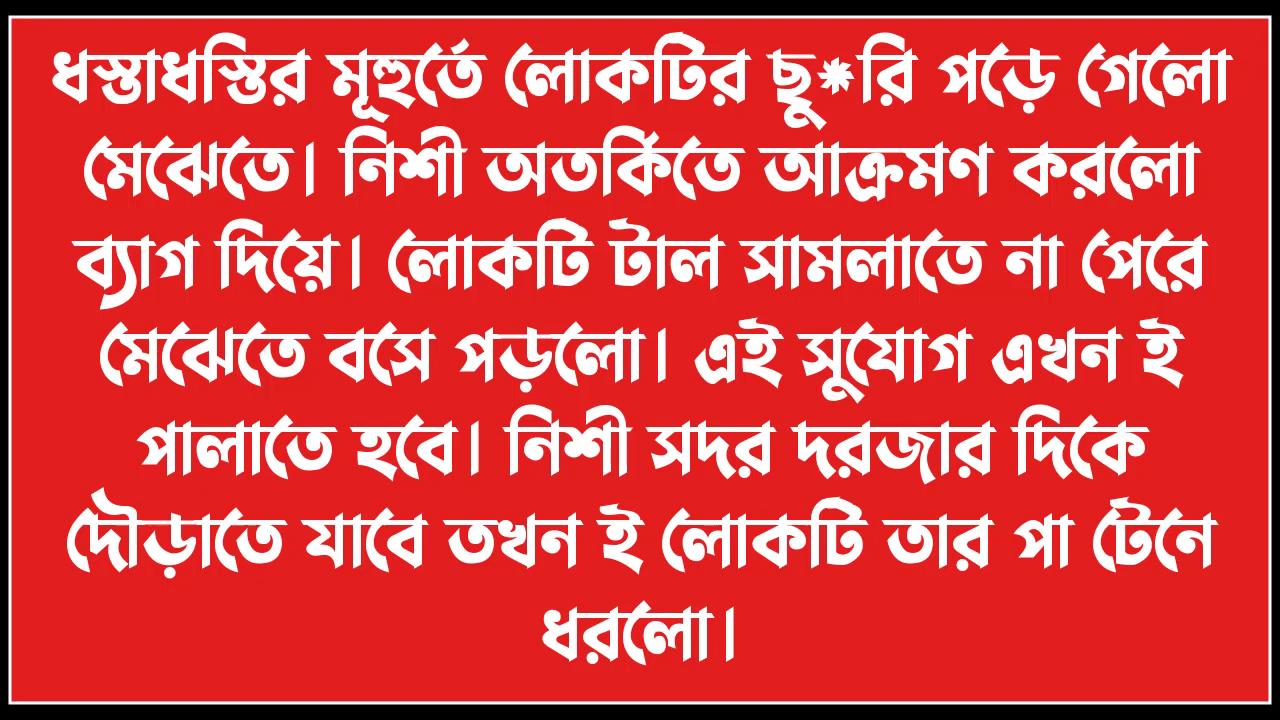 ধস্তাধস্তির মূহুর্তে লোকটির ছু*রি পড়ে গেলো
মেঝেতে। নিশী অতর্কিতে আক্রমণ করলো
ব্যাগ দিয়ে। লোকটি টাল সামলাতে না পেরে
মেঝেতে বসে পড়লো। এই সুযোগ এখন ই
পালাতে হবে। নিশী সদর দরজার দিকে
দৌড়াতে যাবে তখন ই লোকটি তার পা টেনে
ধরলো।